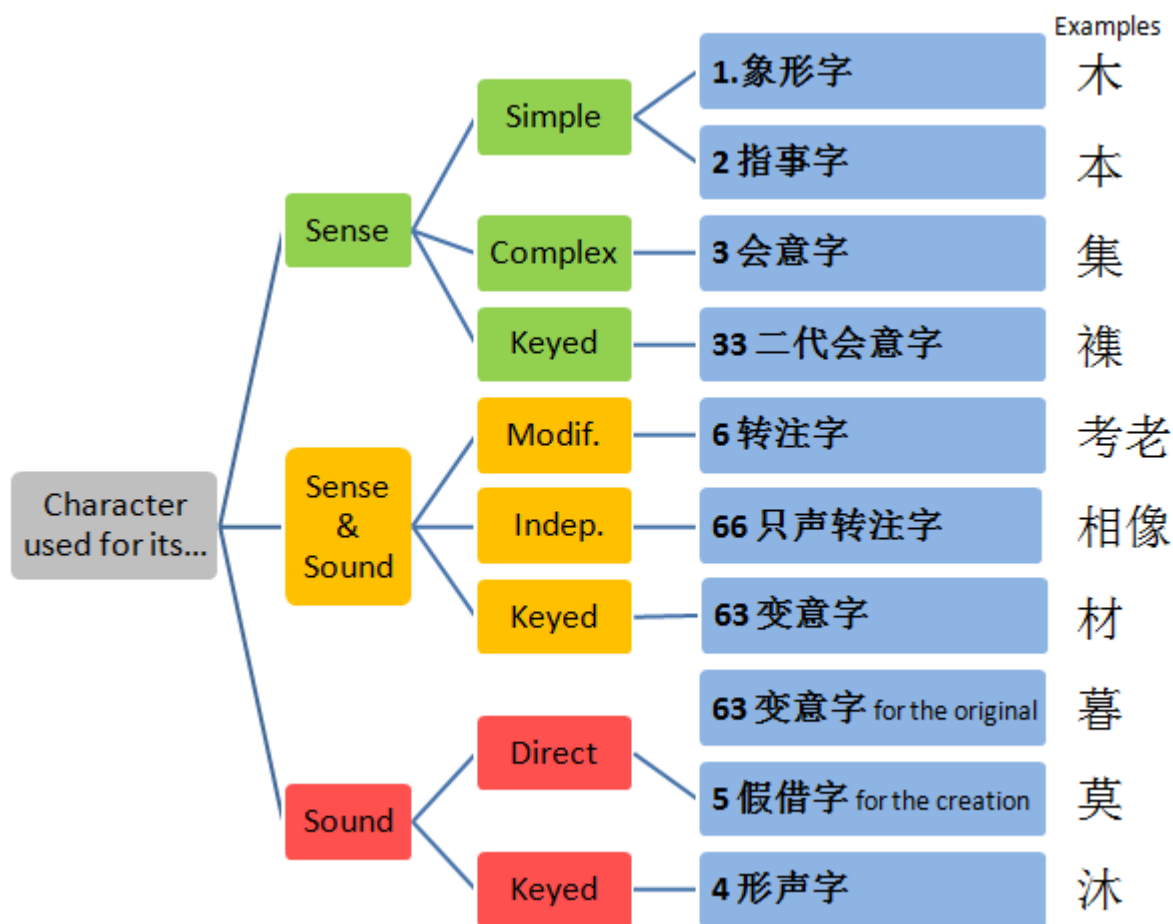 Examples
Character
used for its...
Sense
Simple
1.象形字
木
2 指事字
本
Complex
3 会意字
集
Keyed
33 二代会意字
襍
Sense
&
Sound
Modif.
6 转注字
考老
Indep.
66 只声转注字
相像
Keyed
63 变意字
材
Sound
Direct
63 变意字 for the original
暮
5 假借字 for the creation
莫
Keyed
4 形声字
沐